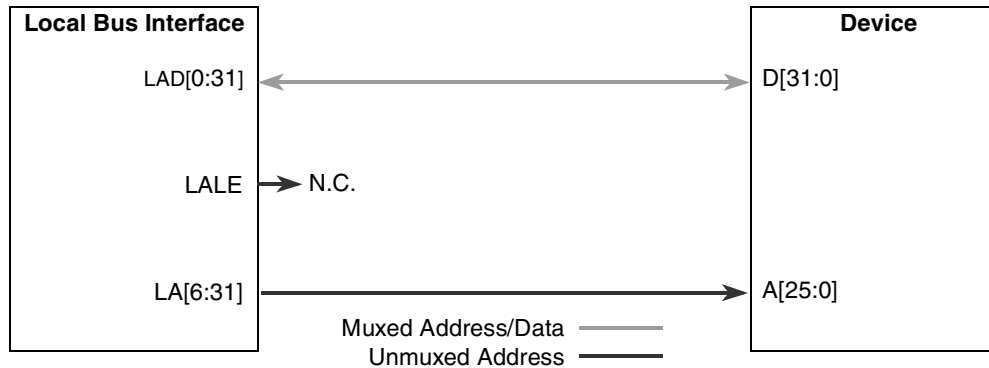 Local Bus Interface
Device
LAD[0:31]
D[31:0]
LALE
N.C.
LA[6:31]
A[25:0]
Muxed Address/Data
Unmuxed Address